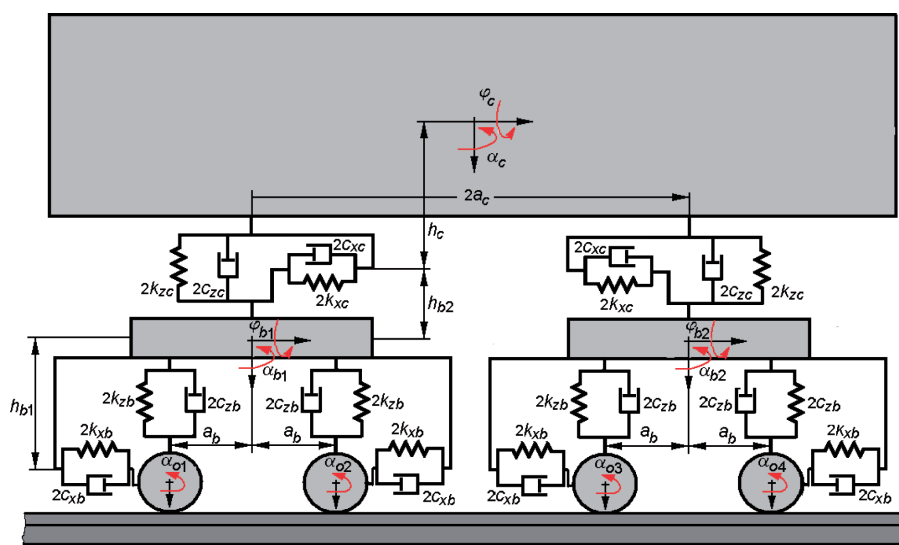 φc
αc
2ac
hc
2kzc
2czc
2cxc
2kxc
hb2
2cxc
2kxc
2czc
2kzc
φb1
αb1
φb2
αb2
hb1
2kzb
2czb
2czb
2kzb
2kzb
2czb
2czb
2kzb
ab
ab
ab
ab
2kxb
2cxb
αo1
αo2
2kxb
2cxb
2kxb
2cxb
αo3
αo4
2kxb
2cxb